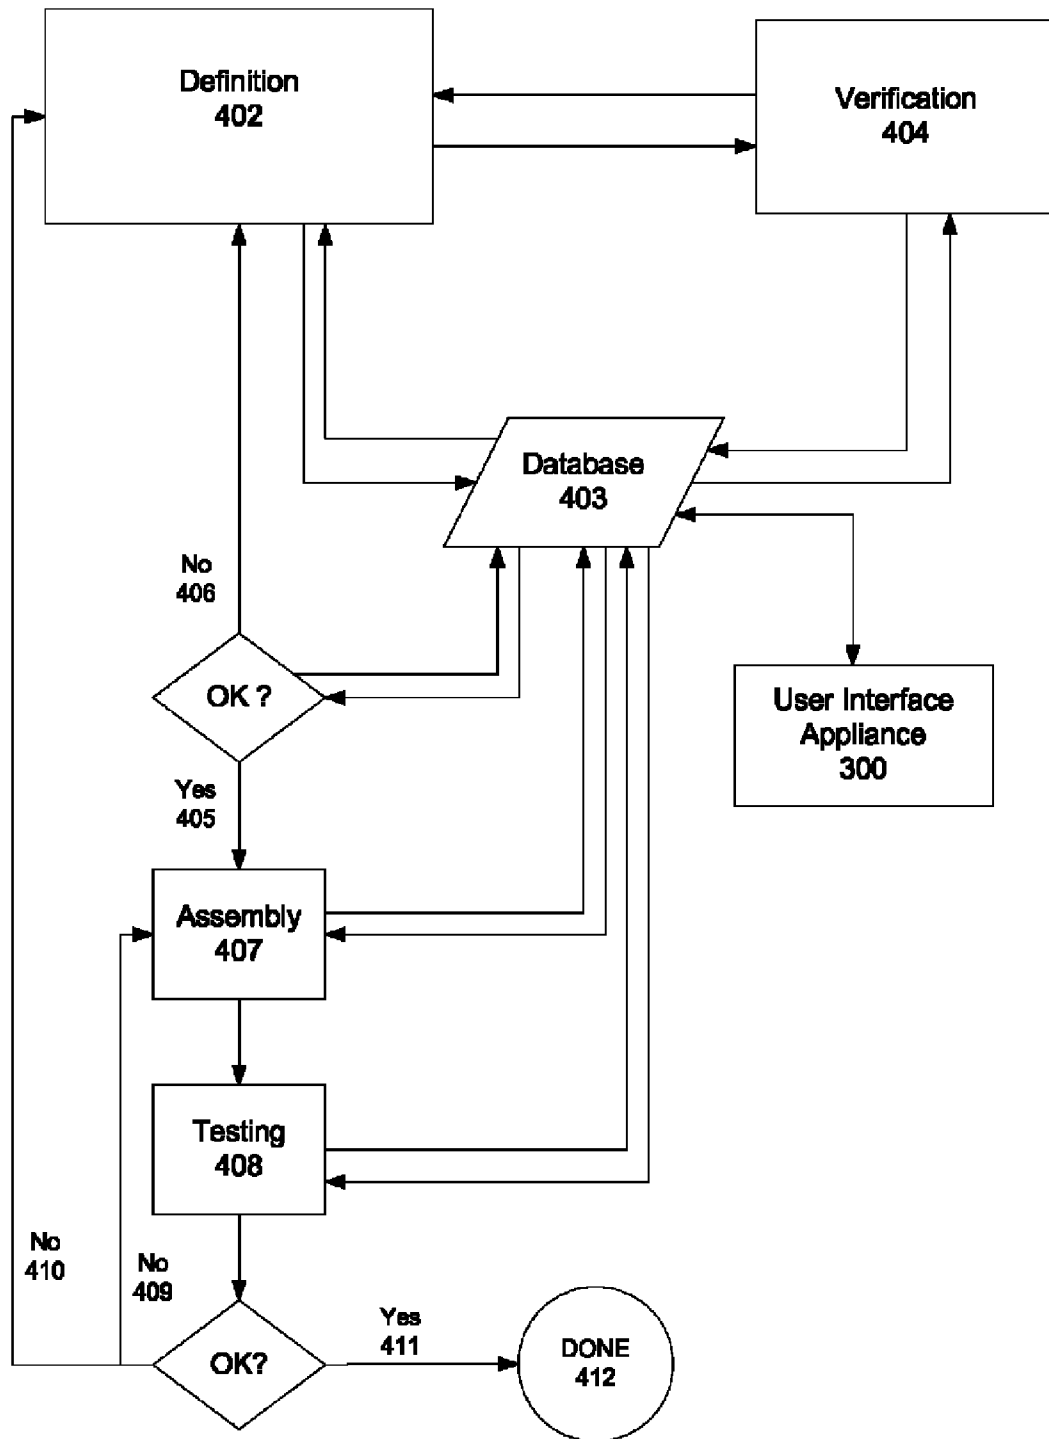 Definition
402
Verification
404
Database
403
No
406
OK ?
User Interface
Appliance
300
Yes
405
Assembly
407
Testing
408
No
410
No
409
OK?
Yes
411
DONE
412